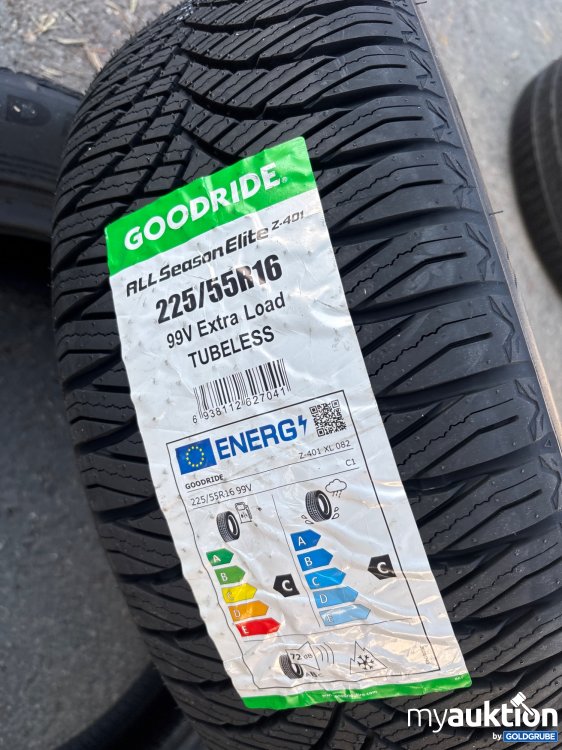 GOODRIDE®
ALL Season Elite Z-401
225/55R16
99V Extra Load
TUBELESS
6 938112 627041
ENERG
GOODRIDE
Z-401 XL 082
225/55R16 99V
C1
A
B
C
D
E
C
A
B
C
D
E
C
72 dB
B
myauktion
by GOLDGRUBE